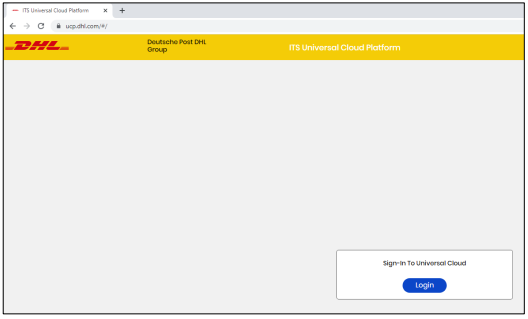 ITS Universal Cloud Platform
ucp.dhl.com/#/
DHL
Deutsche Post DHL
Group
ITS Universal Cloud Platform
Sign-In To Universal Cloud
Login